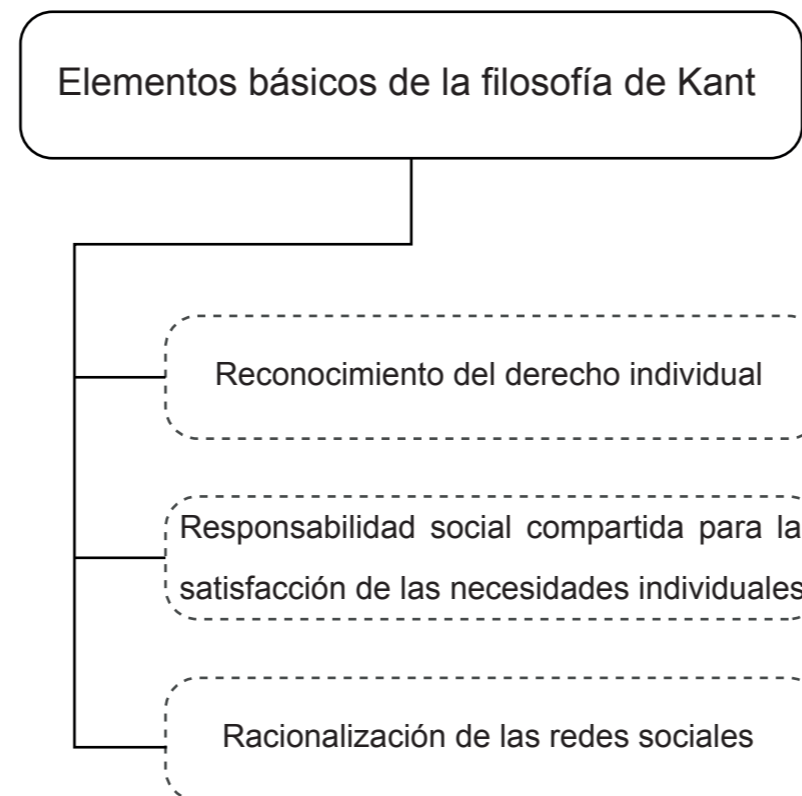 Elementos básicos de la filosofía de Kant
Reconocimiento del derecho individual
Responsabilidad social compartida para la
satisfacción de las necesidades individuales
Racionalización de las redes sociales